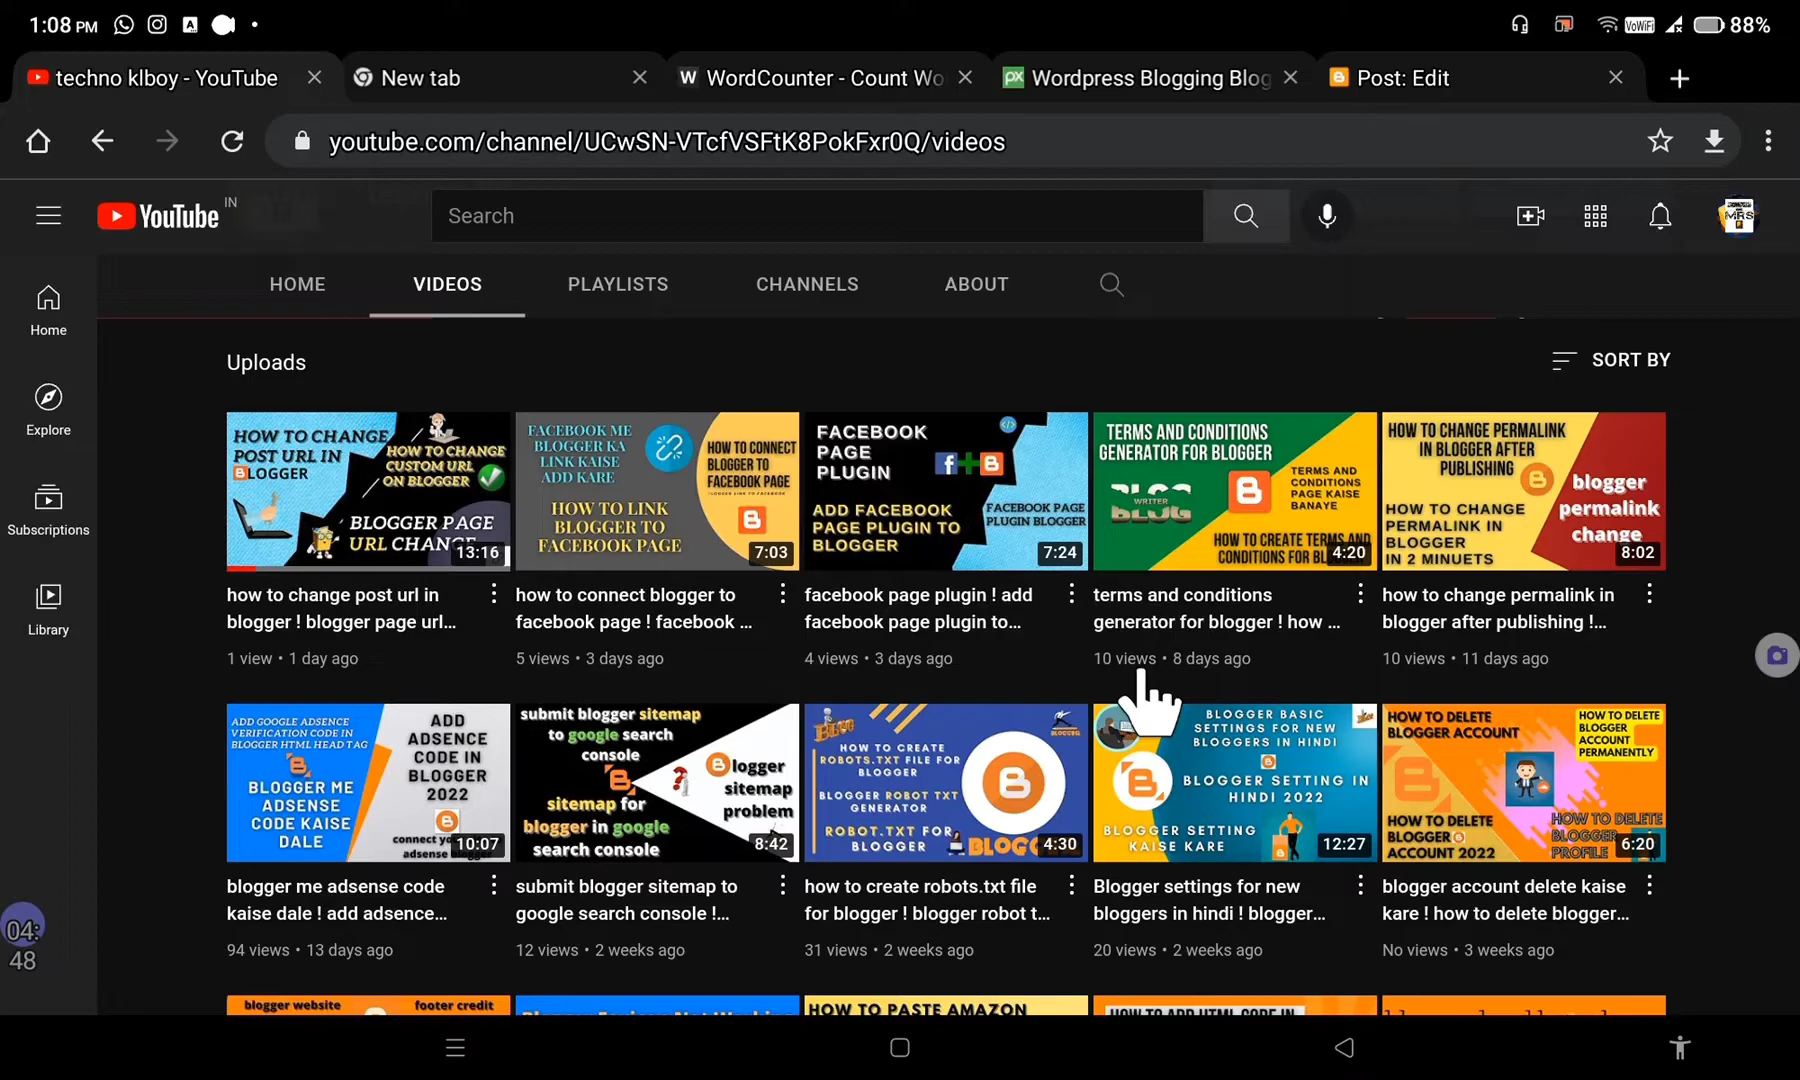 1:08 PM
VoWiFi
88%
techno klboy - YouTube
New tab
WordCounter - Count Wo
Wordpress Blogging Blog
Post: Edit
youtube.com/channel/UCwSN-VTcfVSFtK8PokFxr0Q/videos
YouTube IN
Search
HOME
VIDEOS
PLAYLISTS
CHANNELS
ABOUT
Home
Explore
Subscriptions
Library
Uploads
SORT BY
HOW TO CHANGE
POST URL IN
BLOGGER
HOW TO CHANGE
CUSTOM URL
ON BLOGGER
BLOGGER PAGE
URL CHANGE
13:16
how to change post url in
blogger ! blogger page url...
1 view • 1 day ago
FACEBOOK ME
BLOGGER KA
LINK KAISE
ADD KARE
HOW TO CONNECT
BLOGGER TO
FACEBOOK PAGE
HOW TO LINK
BLOGGER TO
FACEBOOK PAGE
7:03
how to connect blogger to
facebook page ! facebook ...
5 views • 3 days ago
FACEBOOK
PAGE
PLUGIN
ADD FACEBOOK
PAGE PLUGIN TO
BLOGGER
FACEBOOK PAGE
PLUGIN BLOGGER
7:24
facebook page plugin ! add
facebook page plugin to...
4 views • 3 days ago
TERMS AND CONDITIONS
GENERATOR FOR BLOGGER
TERMS AND
CONDITIONS
PAGE KAISE
BANAYE
WRITER
BLOG
HOW TO CREATE TERMS AND
CONDITIONS FOR BLOGGER
4:20
terms and conditions
generator for blogger ! how ...
10 views • 8 days ago
HOW TO CHANGE PERMALINK
IN BLOGGER AFTER
PUBLISHING
blogger
permalink
change
HOW TO CHANGE
PERMALINK IN
BLOGGER
IN 2 MINUETS
8:02
how to change permalink in
blogger after publishing !...
10 views • 11 days ago
ADD GOOGLE ADSENCE
VERIFICATION CODE IN
BLOGGER HTML HEAD TAG
BLOGGER ME
ADSENSE
CODE KAISE
DALE
ADD
ADSENCE
CODE IN
BLOGGER
2022
10:07
blogger me adsense code
kaise dale ! add adsence...
94 views • 13 days ago
submit blogger sitemap
to google search
console
Blogger
sitemap
problem
sitemap for
blogger in google
search console
8:42
submit blogger sitemap to
google search console !...
12 views • 2 weeks ago
HOW TO CREATE
ROBOTS.TXT FILE FOR
BLOGGER
BLOGGER ROBOT TXT
GENERATOR
ROBOT.TXT FOR
BLOGGER
4:30
how to create robots.txt file
for blogger ! blogger robot t...
31 views • 2 weeks ago
BLOGGER BASIC
SETTINGS FOR NEW
BLOGGERS IN HINDI
BLOGGER SETTING IN
HINDI 2022
BLOGGER SETTING
KAISE KARE
12:27
Blogger settings for new
bloggers in hindi ! blogger...
20 views • 2 weeks ago
HOW TO DELETE
BLOGGER ACCOUNT
HOW TO DELETE
BLOGGER
ACCOUNT
PERMANENTLY
HOW TO DELETE
BLOGGER
ACCOUNT 2022
HOW TO DELETE
BLOGGER
PROFILE
6:20
blogger account delete kaise
kare ! how to delete blogger...
No views • 3 weeks ago
04:
48
blogger website
footer credit
HOW TO PASTE AMAZON